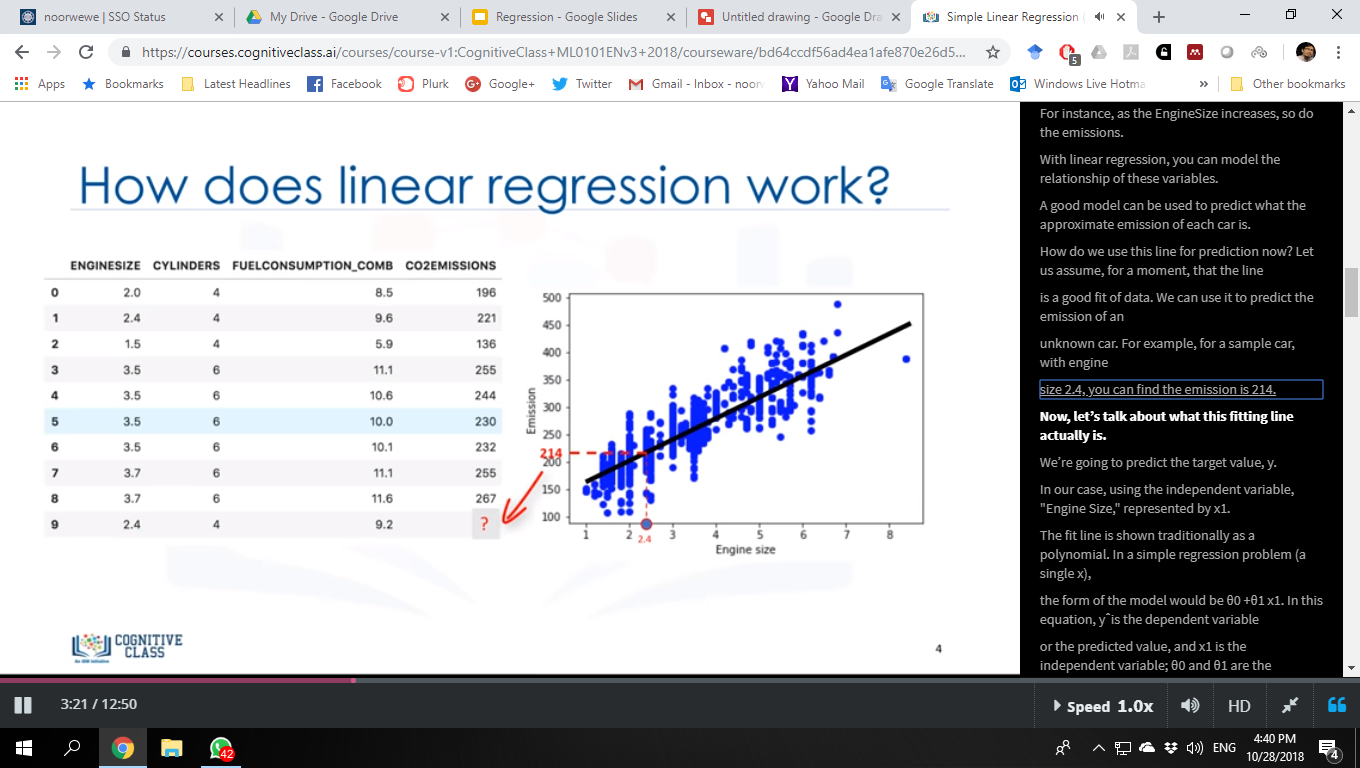 noorwewe | SSO Status
My Drive - Google Drive
Regression - Google Slides
Untitled drawing - Google Dra
Simple Linear Regression
https://courses.cognitiveclass.ai/courses/course-v1:CognitiveClass+ML0101ENv3+2018/courseware/bd64ccdf56ad4ea1afe870e26d5...
5
Apps
Bookmarks
Latest Headlines
Facebook
Plurk
Google+
Twitter
Gmail - Inbox - noorw
Yahoo Mail
Google Translate
Windows Live Hotma
»
Other bookmarks
How does linear regression work?
ENGINESIZE CYLINDERS FUELCONSUMPTION_COMB CO2EMISSIONS
0 2.0 4 8.5 196
1 2.4 4 9.6 221
2 1.5 4 5.9 136
3 3.5 6 11.1 255
4 3.5 6 10.6 244
5 3.5 6 10.0 230
6 3.5 6 10.1 232
7 3.7 6 11.1 255
8 3.7 6 11.6 267
9 2.4 4 9.2 ?
500
450
400
350
300
250
214
200
150
100
Emission
1 2 3 4 5 6 7 8
2.4
Engine size
COGNITIVE
CLASS
An IBM Initiative
4
For instance, as the EngineSize increases, so do
the emissions.
With linear regression, you can model the
relationship of these variables.
A good model can be used to predict what the
approximate emission of each car is.
How do we use this line for prediction now? Let
us assume, for a moment, that the line
is a good fit of data. We can use it to predict the
emission of an
unknown car. For example, for a sample car,
with engine
size 2.4, you can find the emission is 214.
Now, let’s talk about what this fitting line
actually is.
We’re going to predict the target value, y.
In our case, using the independent variable,
"Engine Size," represented by x1.
The fit line is shown traditionally as a
polynomial. In a simple regression problem (a
single x),
the form of the model would be θ0 +θ1 x1. In this
equation, yˆis the dependent variable
or the predicted value, and x1 is the
independent variable; θ0 and θ1 are the
3:21 / 12:50
Speed 1.0x
HD
42
ENG
4:40 PM
10/28/2018
4